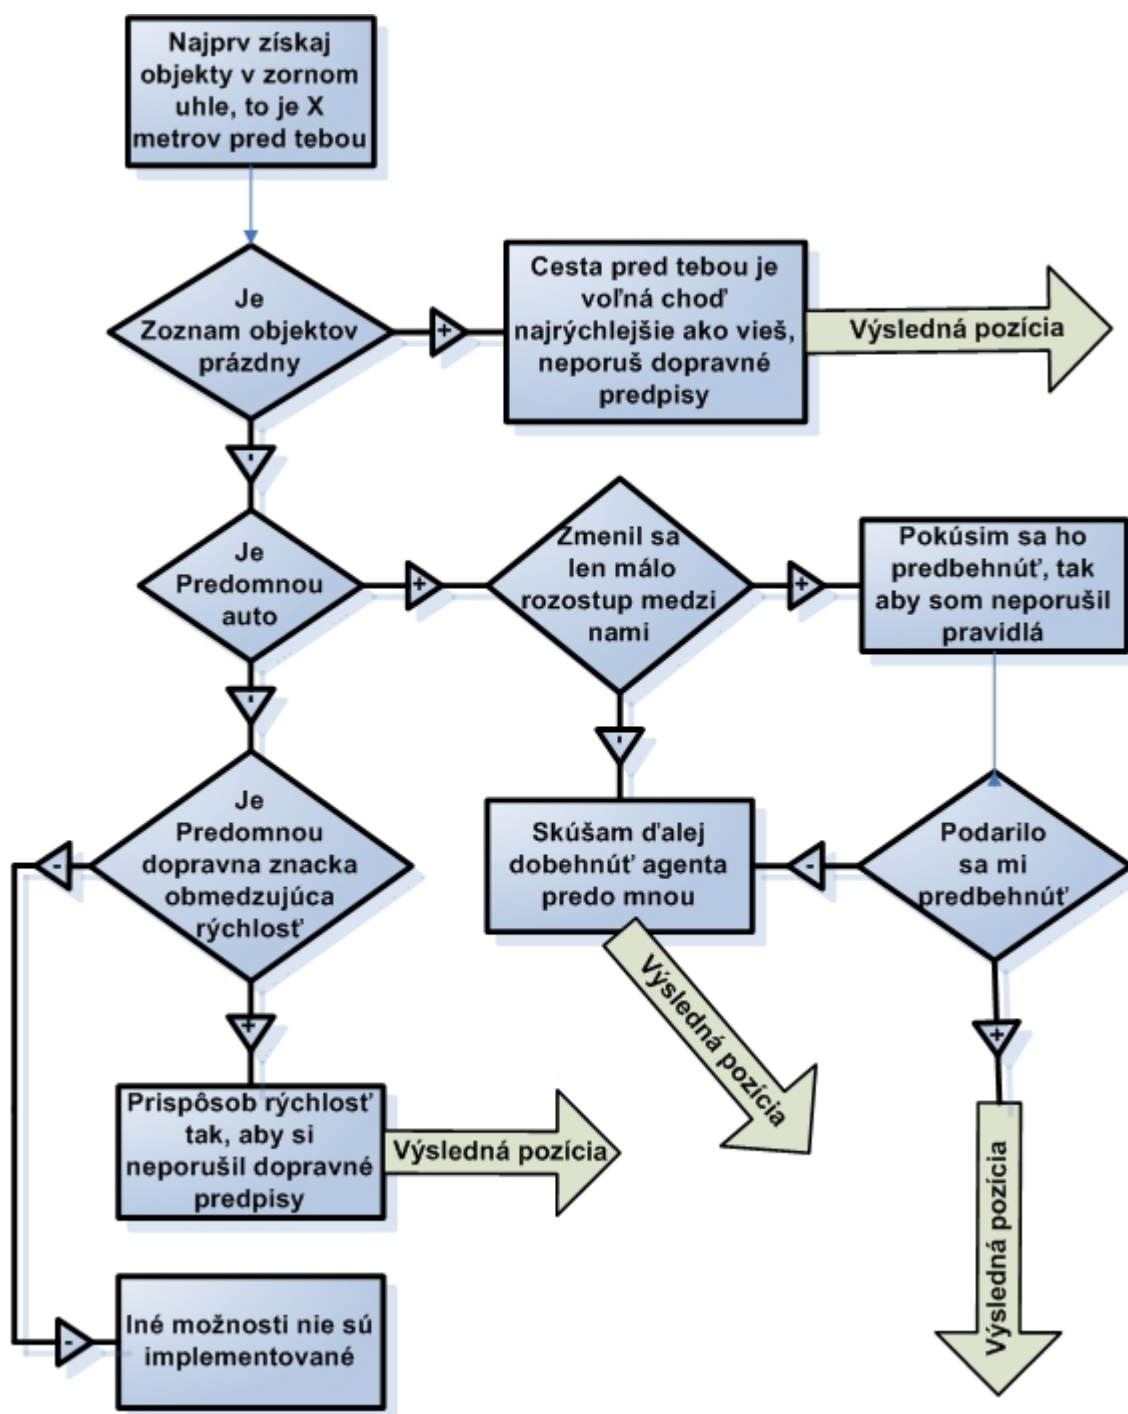 Najprv získaj
objekty v zornom
uhle, to je X
metrov pred tebou
Je
Zoznam objektov
prázdny
+
Cesta pred tebou je
voľná choď
najrýchlejšie ako vieš,
neporuš dopravné
predpisy
Výsledná pozícia
-
Je
Predomnou
auto
+
Zmenil sa
len málo
rozostup medzi
nami
+
Pokúsim sa ho
predbehnúť, tak
aby som neporušil
pravidlá
-
-
Je
Predomnou
dopravna znacka
obmedzujúca
rýchlosť
-
Skúšam ďalej
dobehnúť agenta
predo mnou
-
Podarilo
sa mi
predbehnúť
Výsledná pozícia
+
+
Prispôsob rýchlosť
tak, aby si
neporušil dopravné
predpisy
Výsledná pozícia
Výsledná pozícia
-
Iné možnosti nie sú
implementované